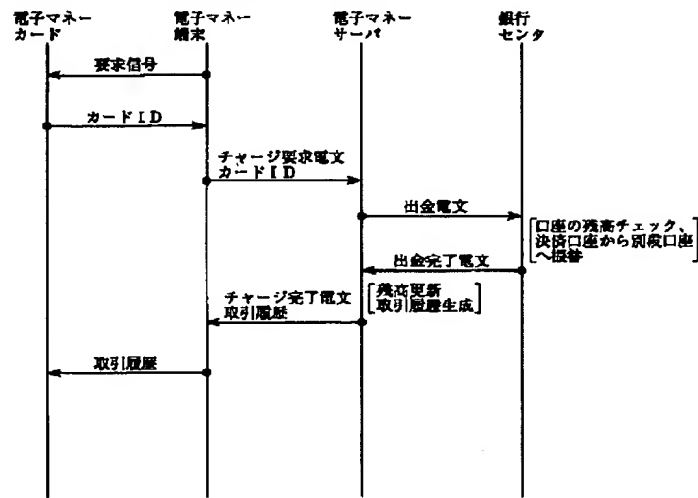 電子マネー
カード
電子マネー
端末
電子マネー
サーバ
銀行
センタ
要求信号
カードID
チャージ要求電文
カードID
出金電文
口座の残高チェック、
決済口座から別段口座
へ振替
出金完了電文
チャージ完了電文
取引履歴
残高更新
取引履歴生成
取引履歴